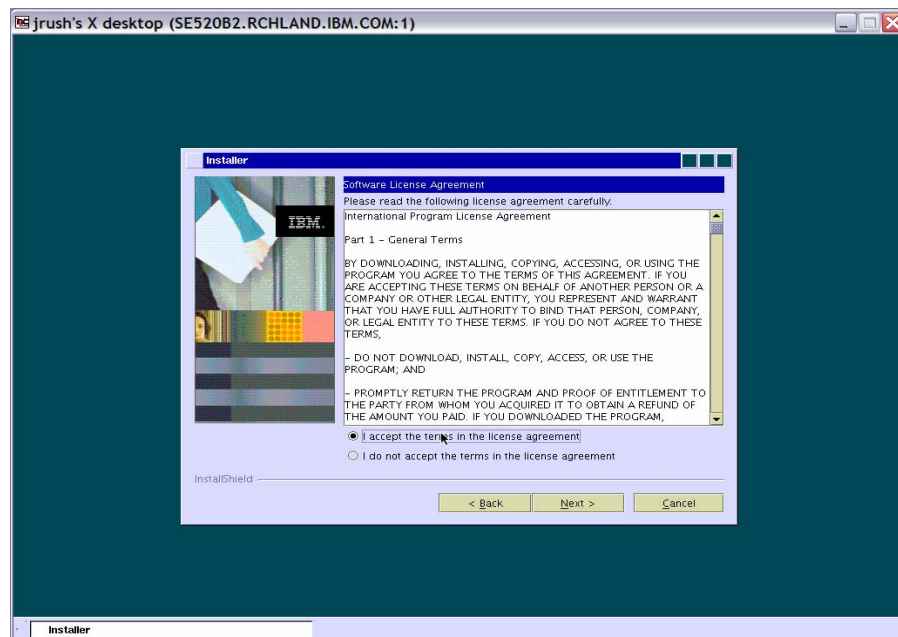 jrush's X desktop (SE520B2.RCHLAND.IBM.COM:1)
Installer
IBM.
Software License Agreement
Please read the following license agreement carefully.
International Program License Agreement
Part 1 - General Terms
BY DOWNLOADING, INSTALLING, COPYING, ACCESSING, OR USING THE
PROGRAM YOU AGREE TO THE TERMS OF THIS AGREEMENT. IF YOU
ARE ACCEPTING THESE TERMS ON BEHALF OF ANOTHER PERSON OR A
COMPANY OR OTHER LEGAL ENTITY, YOU REPRESENT AND WARRANT
THAT YOU HAVE FULL AUTHORITY TO BIND THAT PERSON, COMPANY,
OR LEGAL ENTITY TO THESE TERMS. IF YOU DO NOT AGREE TO THESE
TERMS,
- DO NOT DOWNLOAD, INSTALL, COPY, ACCESS, OR USE THE
PROGRAM; AND
- PROMPTLY RETURN THE PROGRAM AND PROOF OF ENTITLEMENT TO
THE PARTY FROM WHOM YOU ACQUIRED IT TO OBTAIN A REFUND OF
THE AMOUNT YOU PAID. IF YOU DOWNLOADED THE PROGRAM,
I accept the terms in the license agreement
I do not accept the terms in the license agreement
InstallShield
< Back
Next >
Cancel
Installer